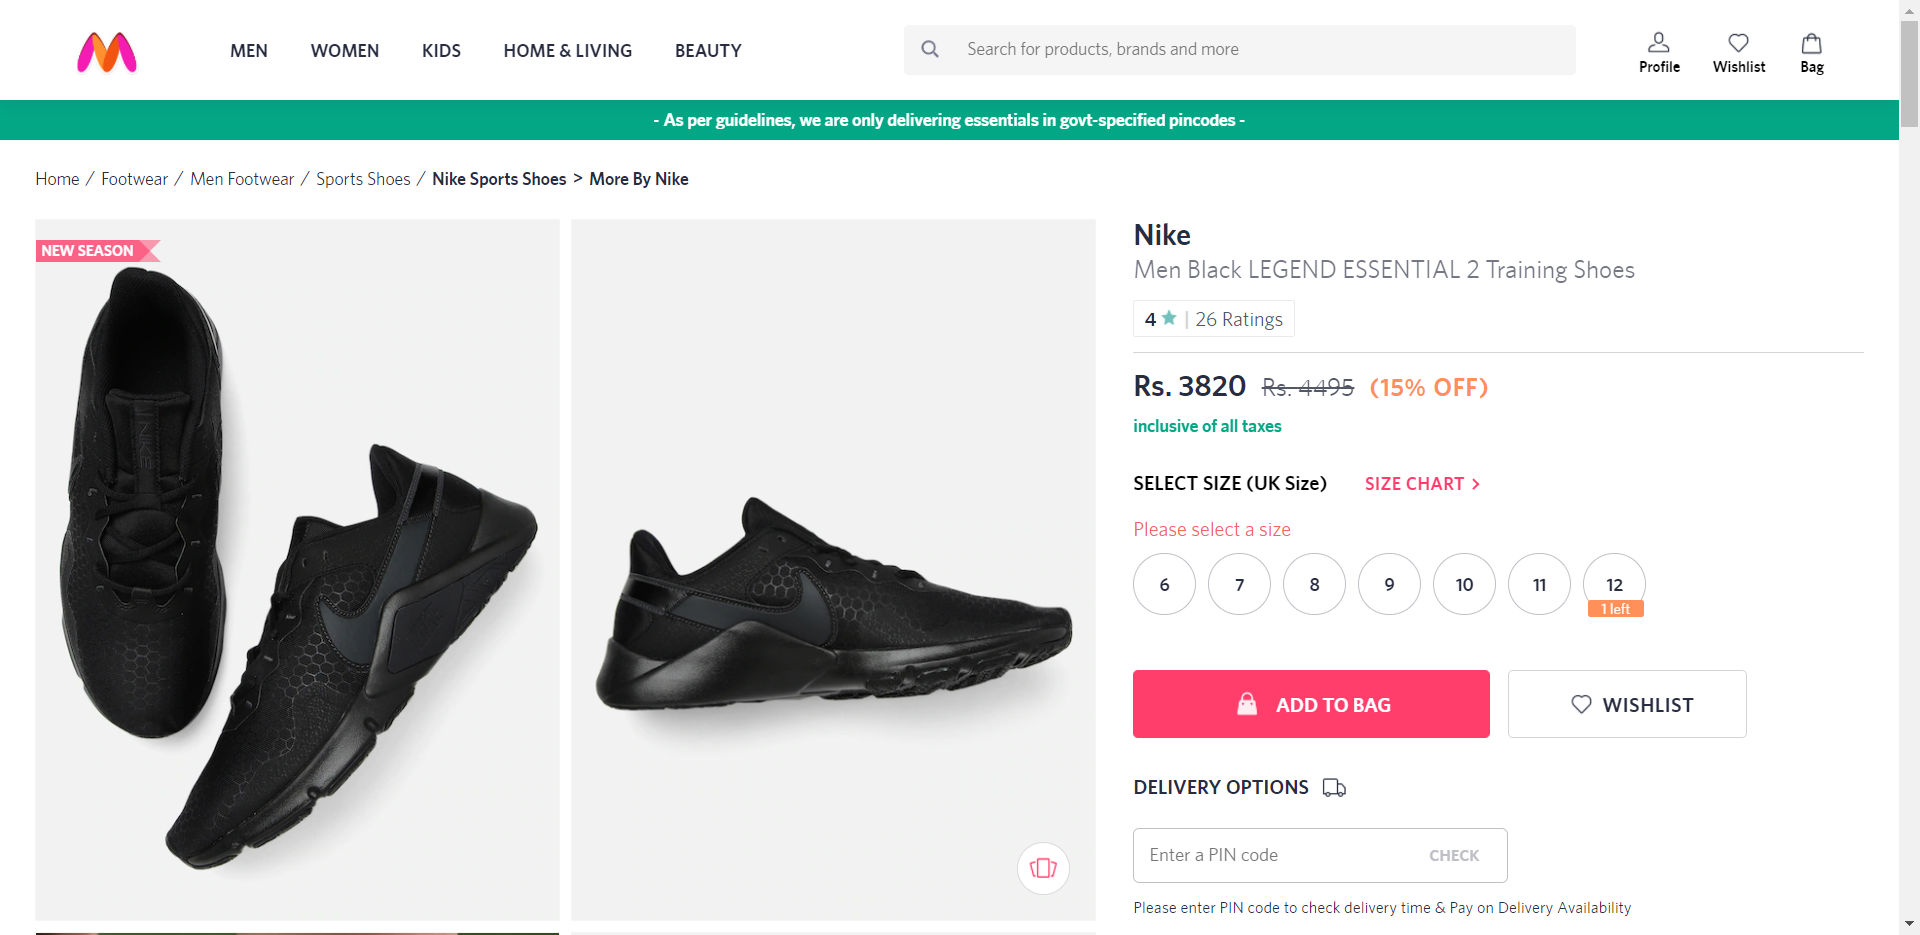 MEN WOMEN KIDS HOME & LIVING BEAUTY
Search for products, brands and more
Profile Wishlist Bag
- As per guidelines, we are only delivering essentials in govt-specified pincodes -
Home / Footwear / Men Footwear / Sports Shoes / Nike Sports Shoes > More By Nike
NEW SEASON
NIKE
Nike
Men Black LEGEND ESSENTIAL 2 Training Shoes
4 ★ | 26 Ratings
Rs. 3820 Rs. 4495 (15% OFF)
inclusive of all taxes
SELECT SIZE (UK Size) SIZE CHART >
Please select a size
6 7 8 9 10 11 12
1 left
ADD TO BAG WISHLIST
DELIVERY OPTIONS
Enter a PIN code CHECK
Please enter PIN code to check delivery time & Pay on Delivery Availability